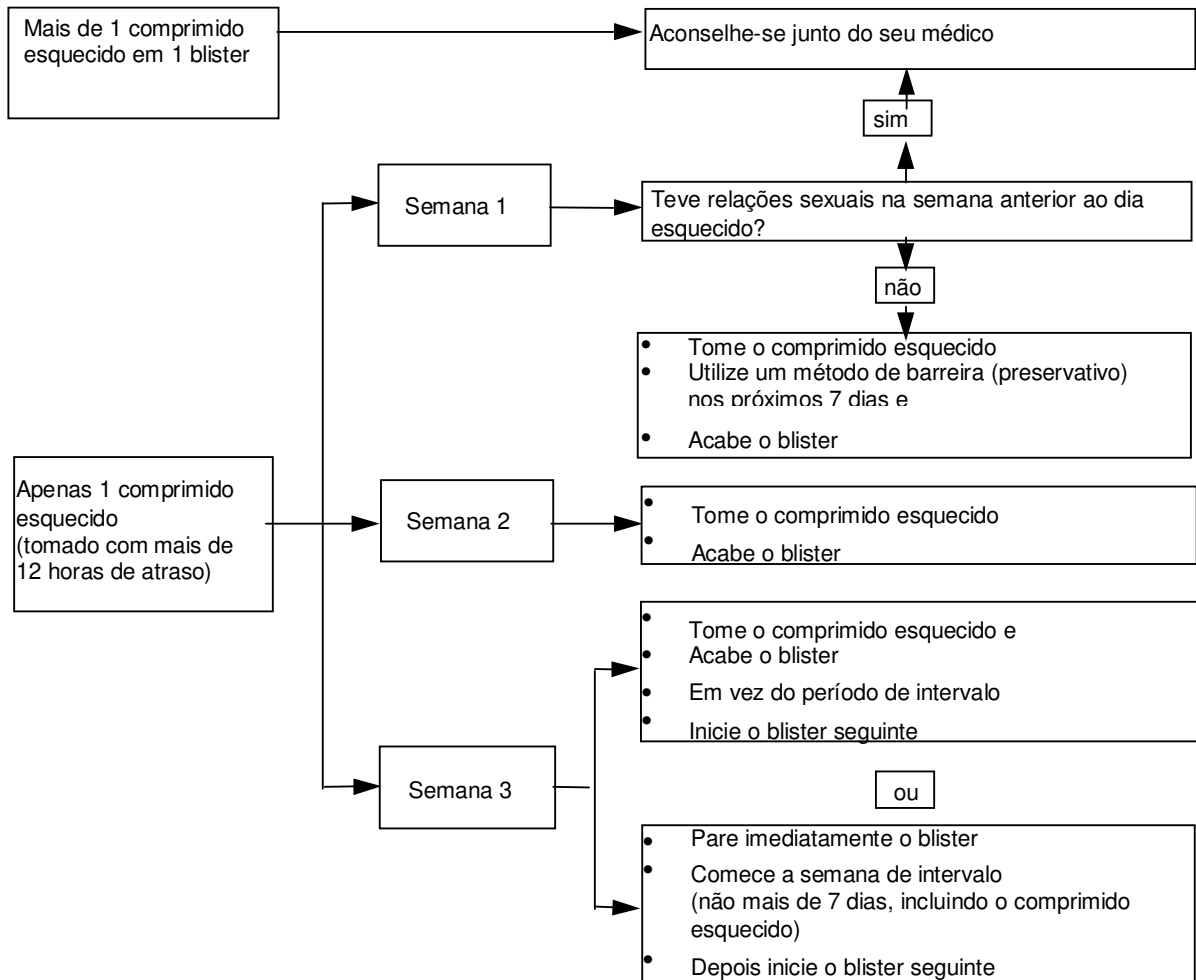 Mais de 1 comprimido
esquecido em 1 blister
Aconselhe-se junto do seu médico
sim
Semana 1
Teve relações sexuais na semana anterior ao dia
esquecido?
não
• Tome o comprimido esquecido
• Utilize um método de barreira (preservativo)
nos próximos 7 dias e
• Acabe o blister
Apenas 1 comprimido
esquecido
(tomado com mais de
12 horas de atraso)
Semana 2
• Tome o comprimido esquecido
• Acabe o blister
• Tome o comprimido esquecido e
• Acabe o blister
• Em vez do período de intervalo
• Inicie o blister seguinte
Semana 3
ou
• Pare imediatamente o blister
• Comece a semana de intervalo
(não mais de 7 dias, incluindo o comprimido
esquecido)
• Depois inicie o blister seguinte